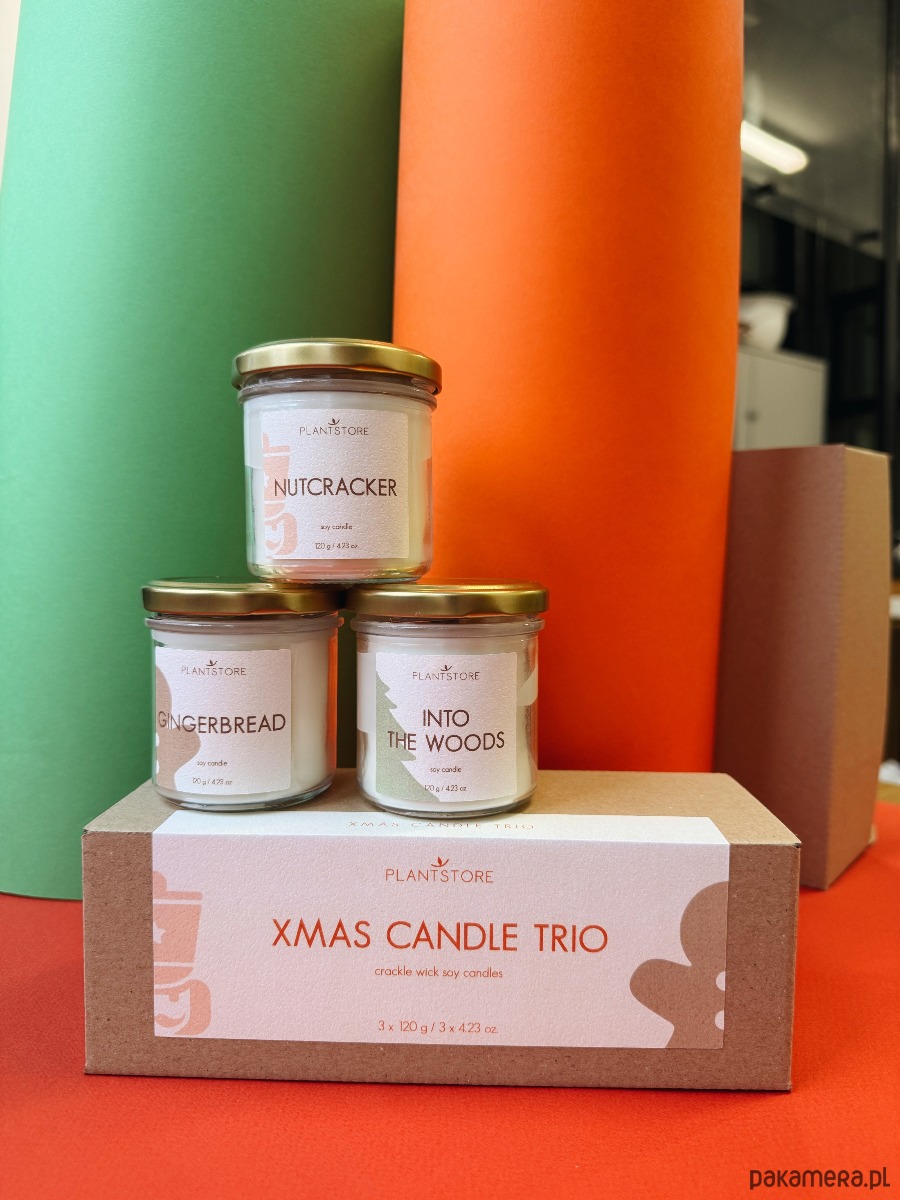 PLANTSTORE
NUTCRACKER
soy candle
120 g / 4.23 oz.
PLANTSTORE
GINGERBREAD
soy candle
120 g / 4.23 oz
PLANTSTORE
INTO
THE WOODS
soy candle
120 g / 4.23 oz
XMAS CANDLE TRIO
PLANTSTORE
XMAS CANDLE TRIO
crackle wick soy candles
3 x 120 g / 3 x 4.23 oz.
pakamera.pl